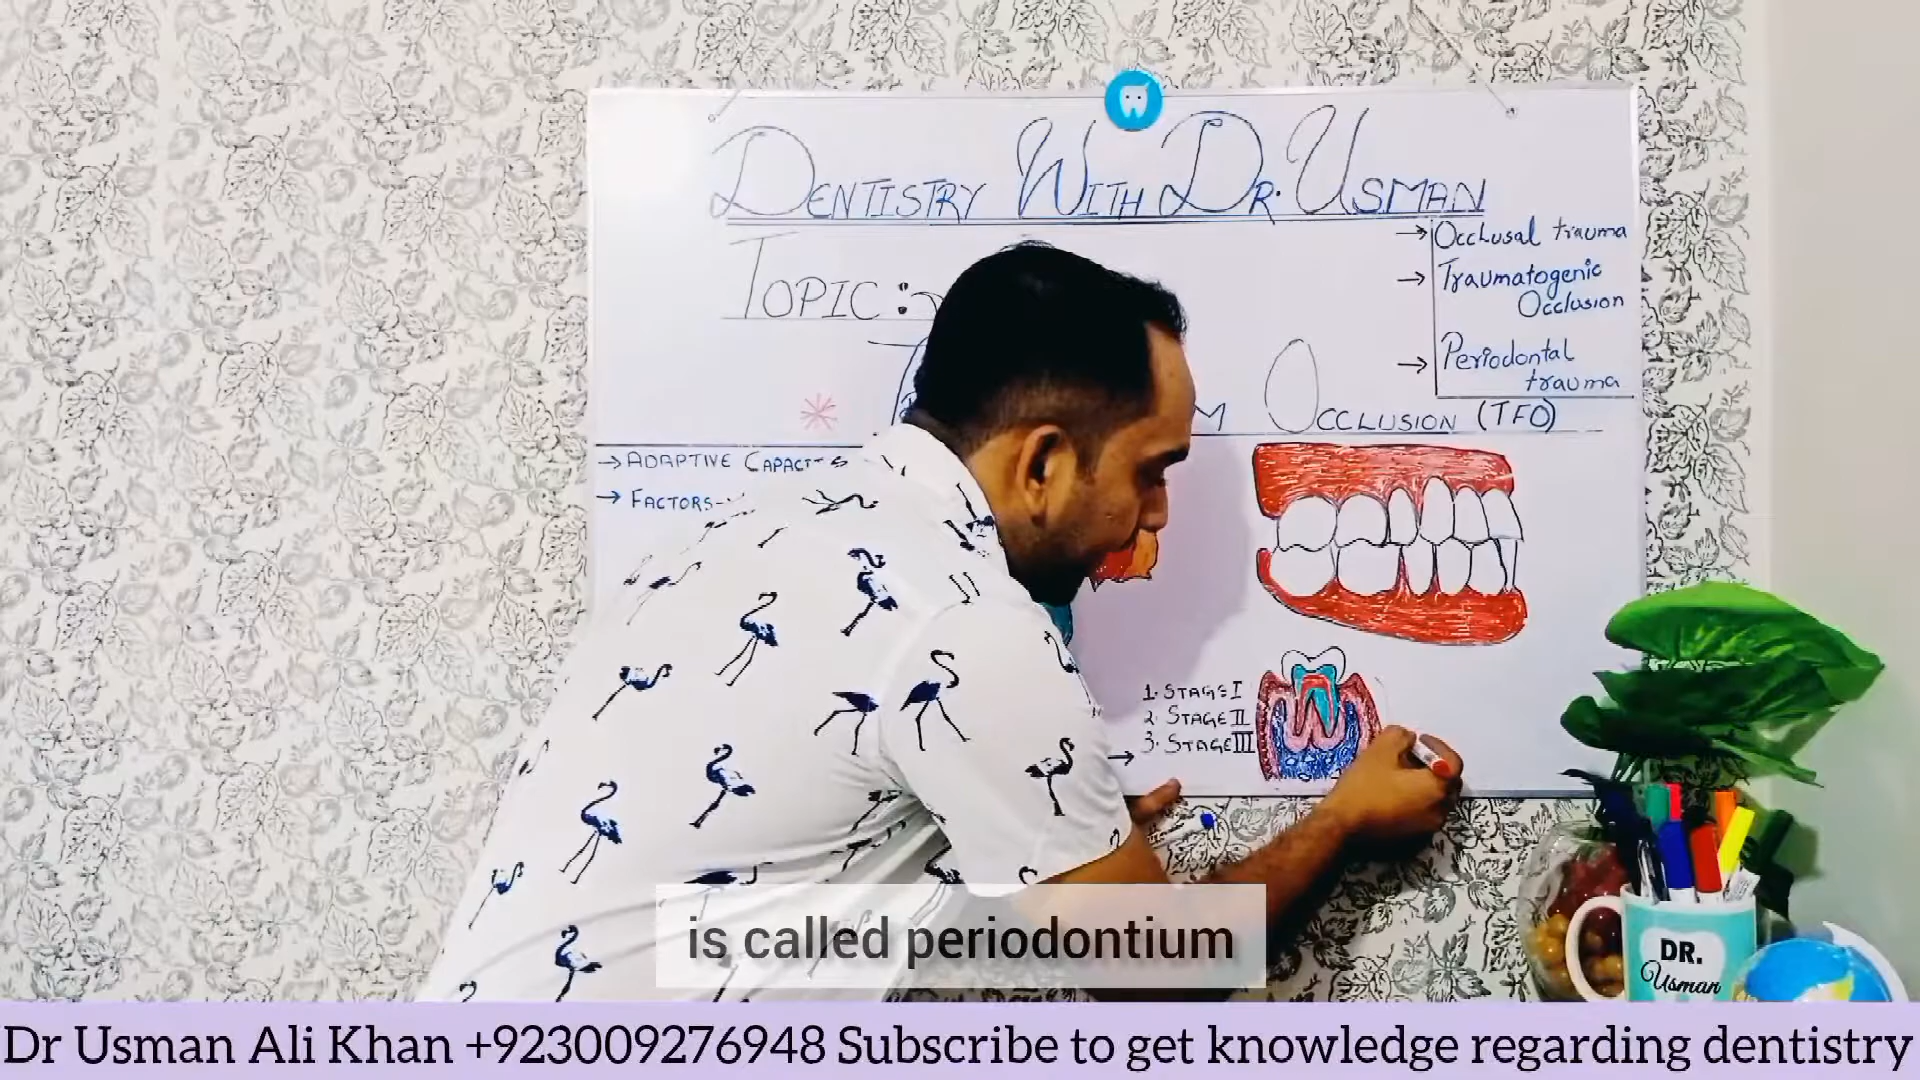 DENTISTRY WITH DR. USMAN
→ Occlusal trauma
→ Traumatogenic
Occlusion
→ Periodontal
trauma
TOPIC:
OCCLUSION (TFO)
→ ADAPTIVE
→ FACTORS
1. STAGE I
2. STAGE II
3. STAGE III
→
is called periodontium
DR.
Usman
Dr Usman Ali Khan +923009276948 Subscribe to get knowledge regarding dentistry